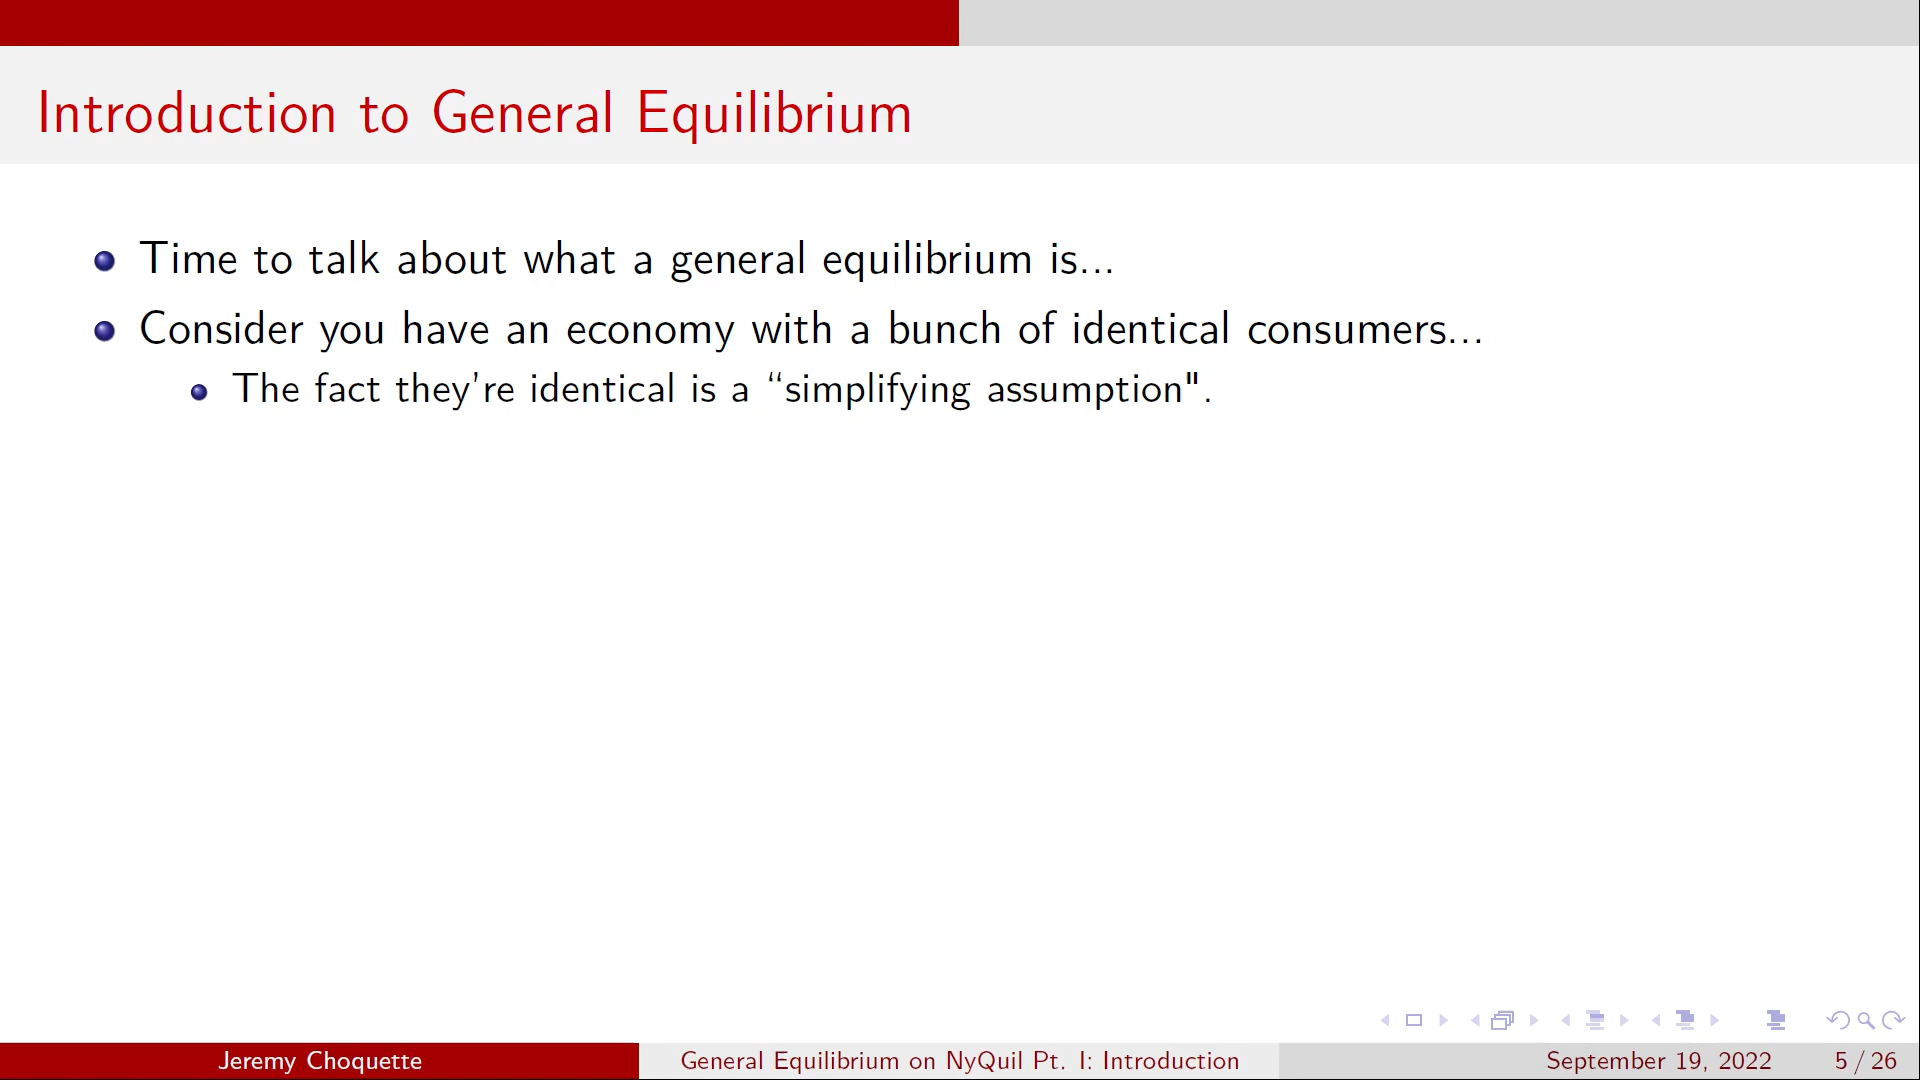 Introduction to General Equilibrium
Time to talk about what a general equilibrium is...
Consider you have an economy with a bunch of identical consumers...
The fact they're identical is a “simplifying assumption".
Jeremy Choquette
General Equilibrium on NyQuil Pt. I: Introduction
September 19, 2022
5 / 26